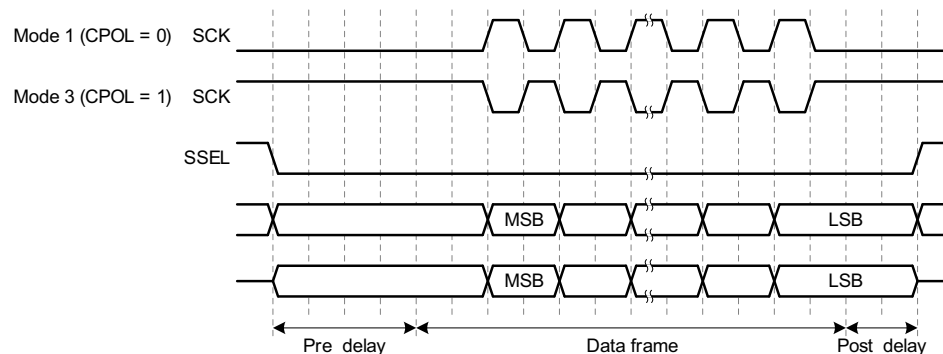 Mode 1 (CPOL = 0) SCK
Mode 3 (CPOL = 1) SCK
SSEL
MSB LSB
MSB LSB
Pre delay Data frame Post delay